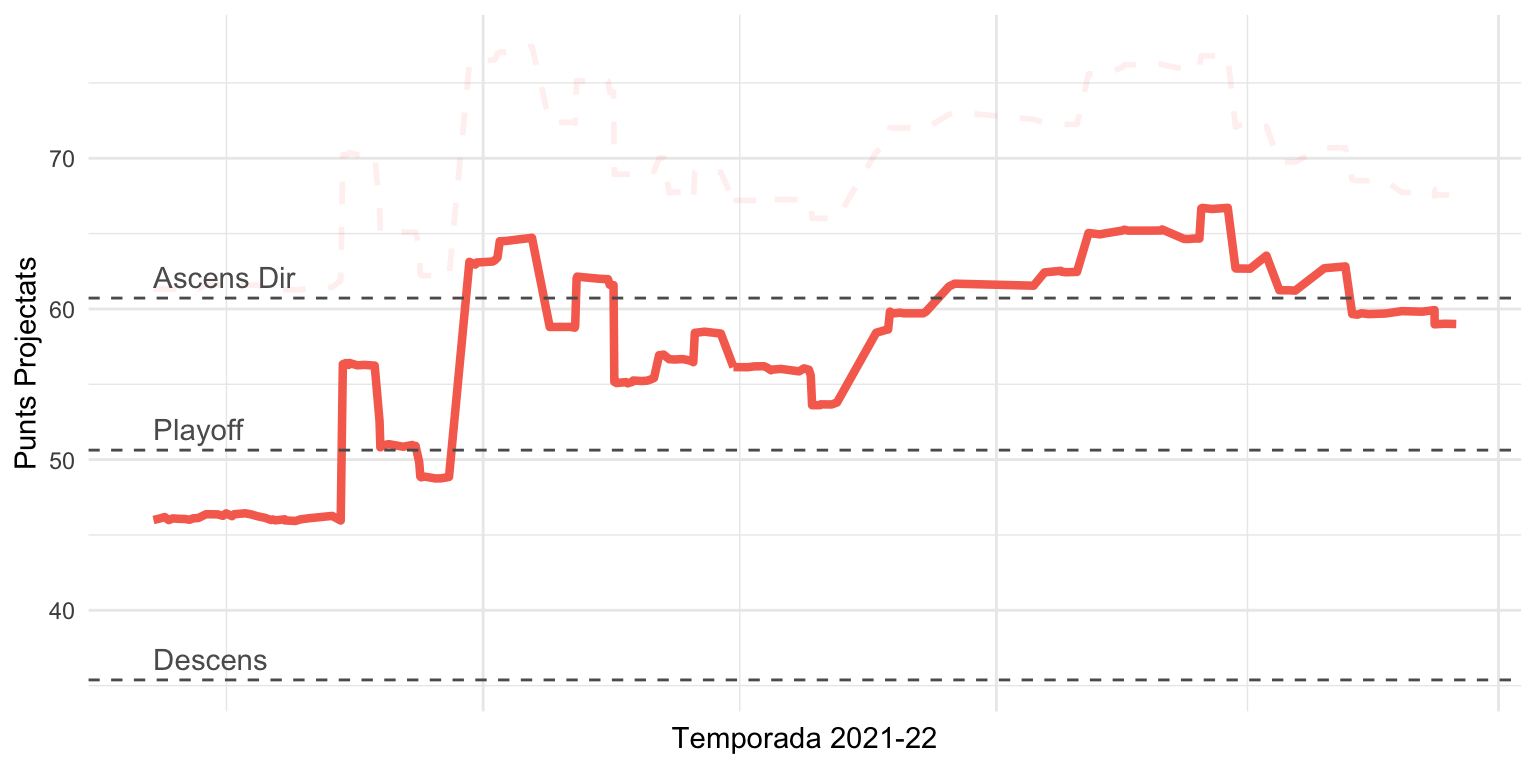 Punts Projectats
70
60
50
40
Ascens Dir
Playoff
Descens
Temporada 2021-22